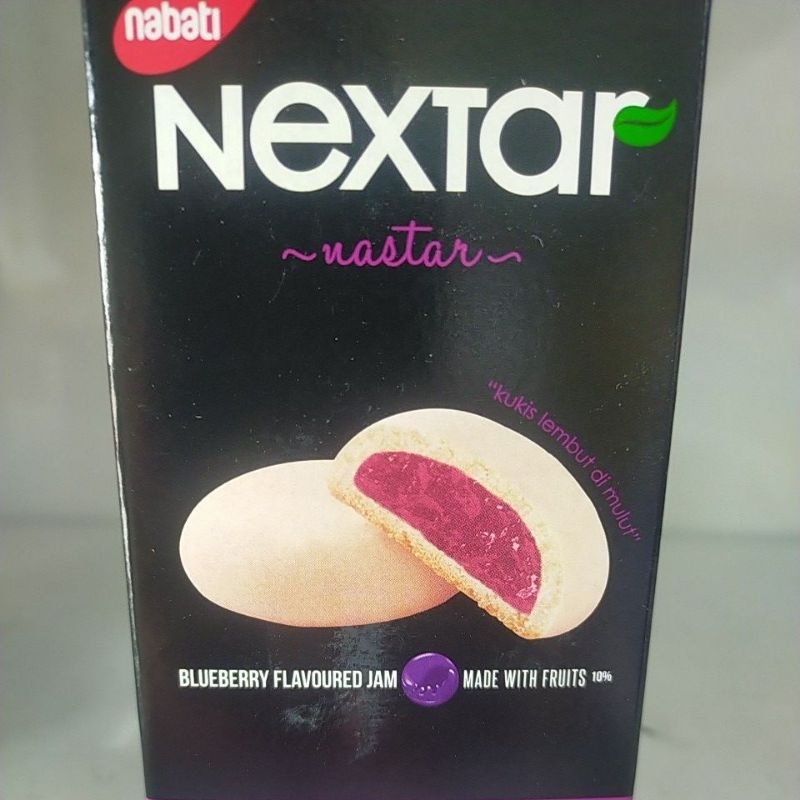 nabati
Nextar
~nastar~
"kukis lembut di mulut"
BLUEBERRY FLAVOURED JAM MADE WITH FRUITS 10%